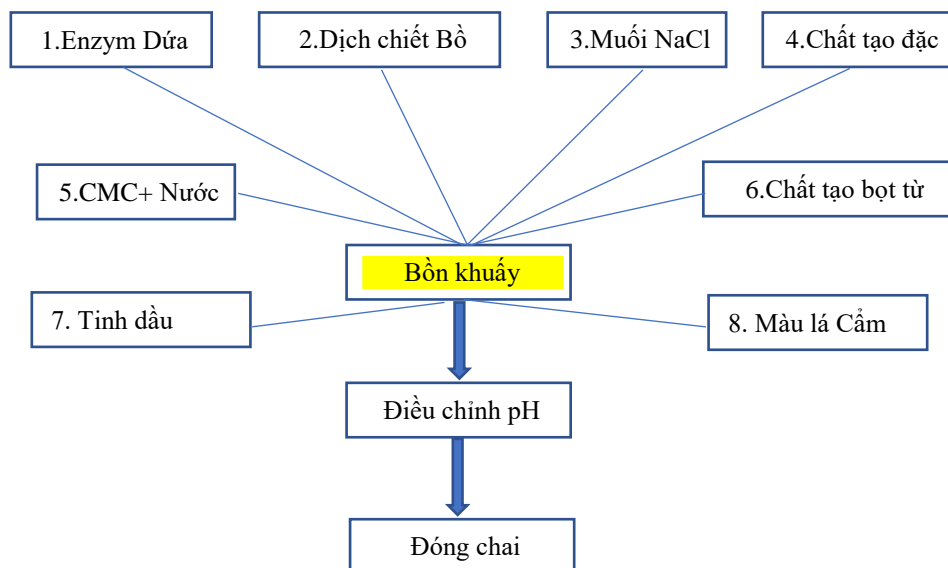 1.Enzym Dứa
2.Dịch chiết Bồ
3.Muối NaCl
4.Chất tạo đặc
5.CMC+ Nước
6.Chất tạo bọt từ
Bồn khuấy
7. Tinh dầu
8. Màu lá Cẩm
Điều chỉnh pH
Đóng chai